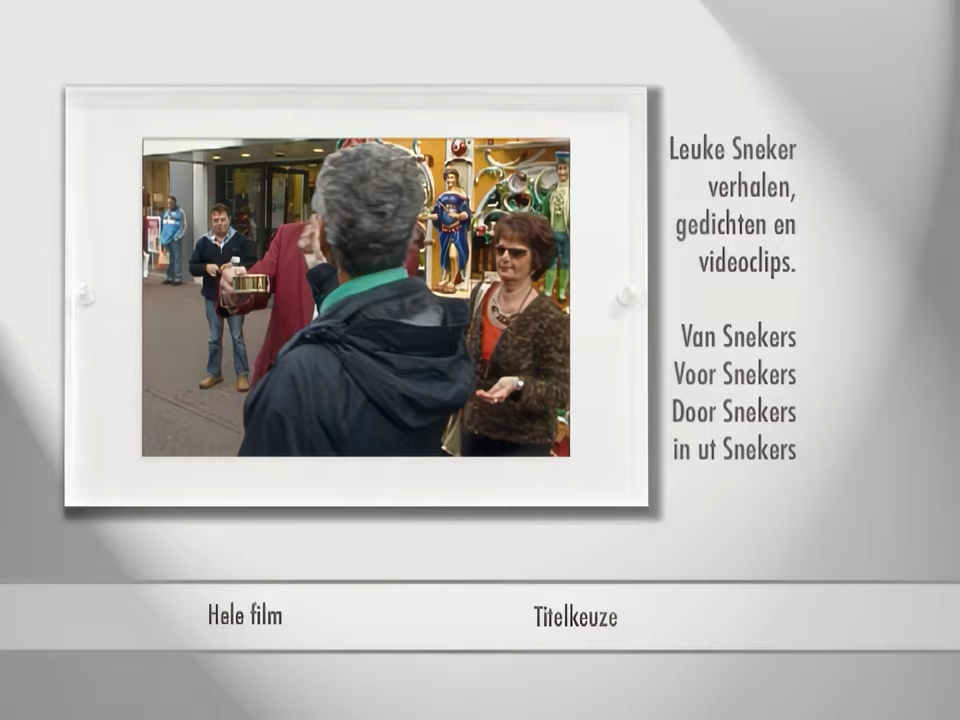 Leuke Sneker
verhalen,
gedichten en
videoclips.
Van Snekers
Voor Snekers
Door Snekers
in ut Snekers
Hele film
Titelkeuze